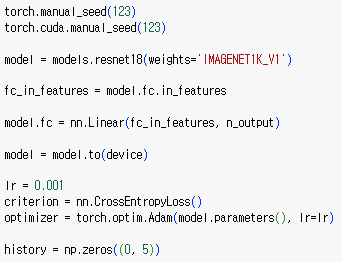 torch.manual_seed(123)
torch.cuda.manual_seed(123)
model = models.resnet18(weights='IMAGENET1K_V1')
fc_in_features = model.fc.in_features
model.fc = nn.Linear(fc_in_features, n_output)
model = model.to(device)
lr = 0.001
criterion = nn.CrossEntropyLoss()
optimizer = torch.optim.Adam(model.parameters(), lr=lr)
history = np.zeros((0, 5))